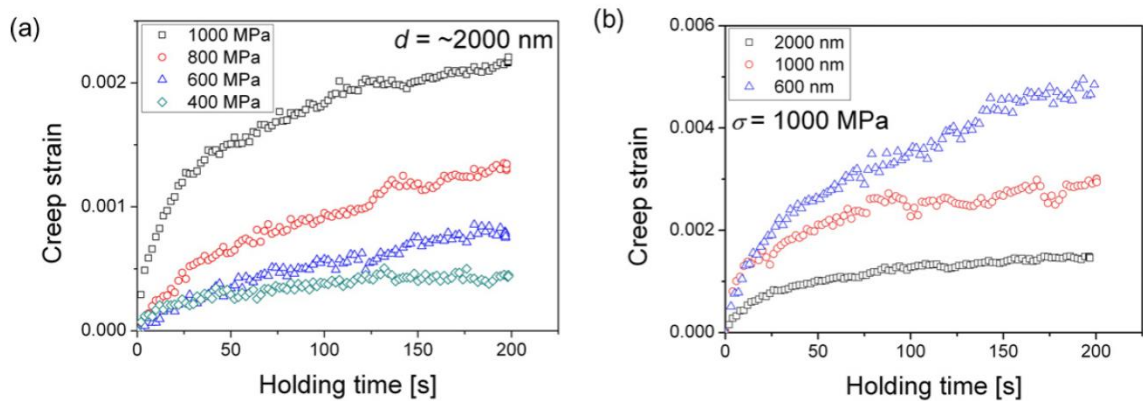 (a)
1000 MPa
800 MPa
600 MPa
400 MPa
d = ~2000 nm
0.002
0.001
0.000
Creep strain
0 50 100 150 200
Holding time [s]
(b)
2000 nm
1000 nm
600 nm
σ = 1000 MPa
0.006
0.004
0.002
0.000
Creep strain
0 50 100 150 200
Holding time [s]